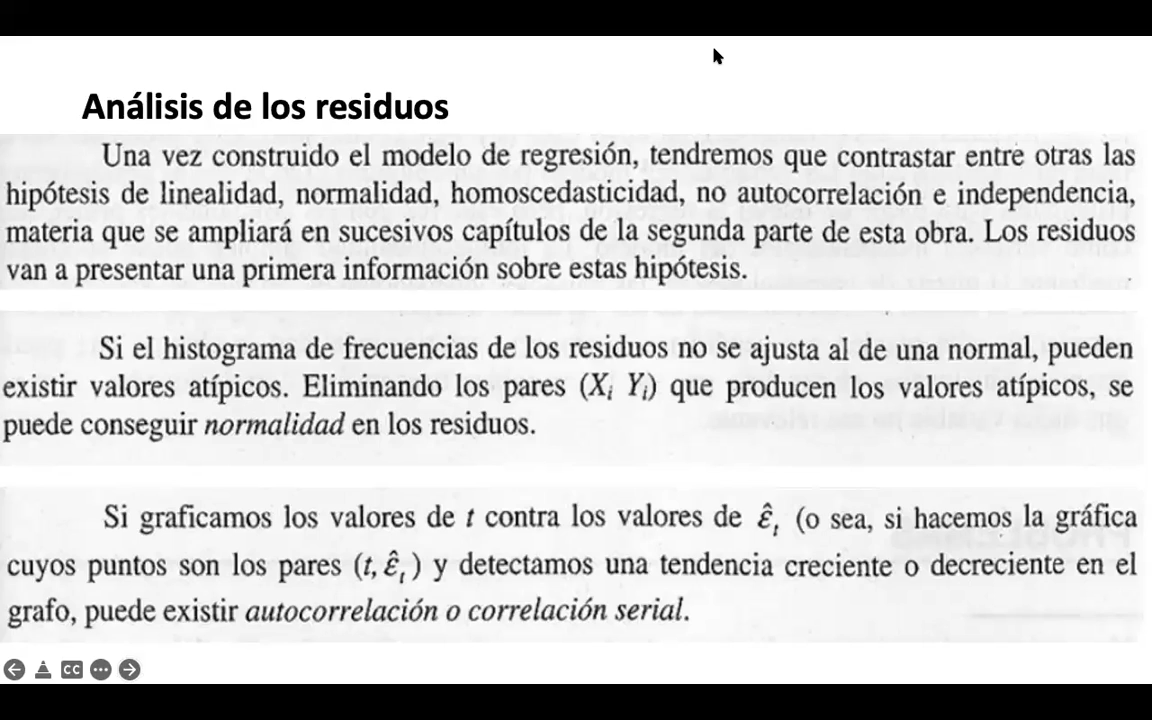 Análisis de los residuos
Una vez construido el modelo de regresión, tendremos que contrastar entre otras las
hipótesis de linealidad, normalidad, homoscedasticidad, no autocorrelación e independencia,
materia que se ampliará en sucesivos capítulos de la segunda parte de esta obra. Los residuos
van a presentar una primera información sobre estas hipótesis.
Si el histograma de frecuencias de los residuos no se ajusta al de una normal, pueden
existir valores atípicos. Eliminando los pares (Xᵢ Yᵢ) que producen los valores atípicos, se
puede conseguir normalidad en los residuos.
Si graficamos los valores de t contra los valores de ε̂ₜ (o sea, si hacemos la gráfica
cuyos puntos son los pares (t, ε̂ₜ) y detectamos una tendencia creciente o decreciente en el
grafo, puede existir autocorrelación o correlación serial.
CC